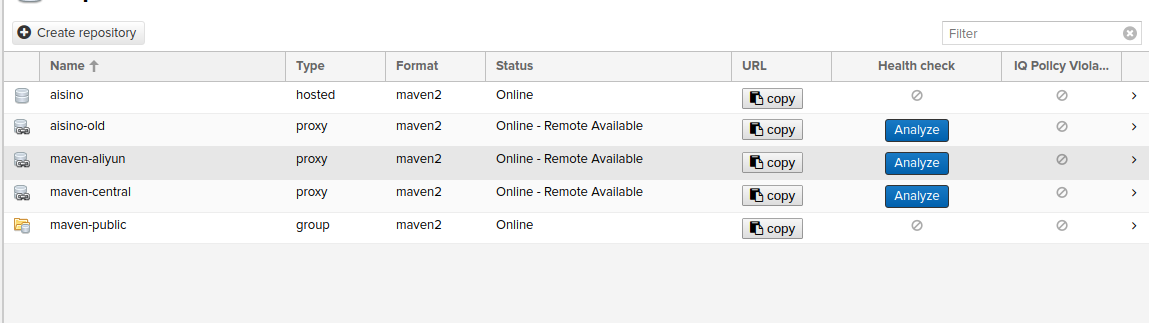 Create repository
Filter
Name Type Format Status URL Health check IQ Policy Viola...
aisino hosted maven2 Online copy
aisino-old proxy maven2 Online - Remote Available copy Analyze
maven-aliyun proxy maven2 Online - Remote Available copy Analyze
maven-central proxy maven2 Online - Remote Available copy Analyze
maven-public group maven2 Online copy